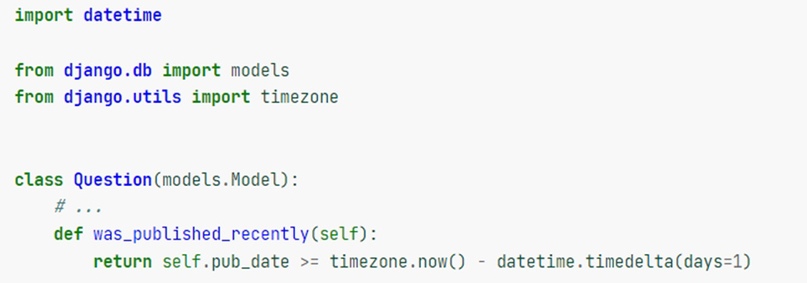 import datetime
from django.db import models
from django.utils import timezone
class Question(models.Model):
# ...
def was_published_recently(self):
return self.pub_date >= timezone.now() - datetime.timedelta(days=1)